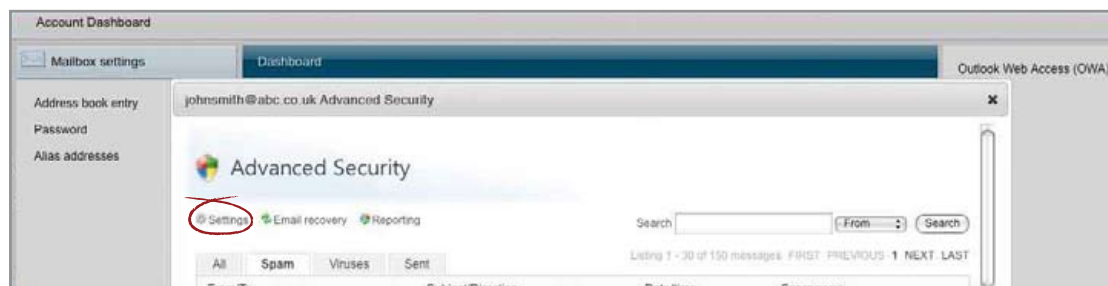 Account Dashboard
Mailbox settings
Dashboard
Outlook Web Access (OWA)
Address book entry
Password
Alias addresses
johnsmith@abc.co.uk Advanced Security
Advanced Security
Settings Email recovery Reporting
Search From Search
Listing 1 - 30 of 150 messages FIRST PREVIOUS 1 NEXT LAST
All Spam Viruses Sent